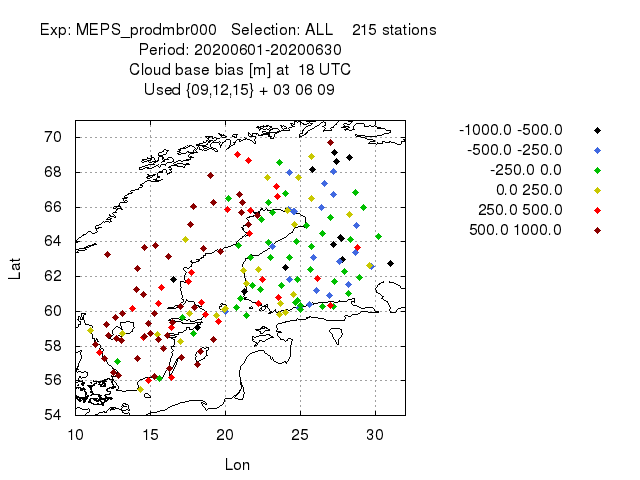 Exp: MEPS_prodmbr000 Selection: ALL 215 stations
Period: 20200601-20200630
Cloud base bias [m] at 18 UTC
Used {09,12,15} + 03 06 09
-1000.0 -500.0
-500.0 -250.0
-250.0 0.0
0.0 250.0
250.0 500.0
500.0 1000.0
70
68
66
64
62
60
58
56
54
Lat
10 15 20 25 30
Lon